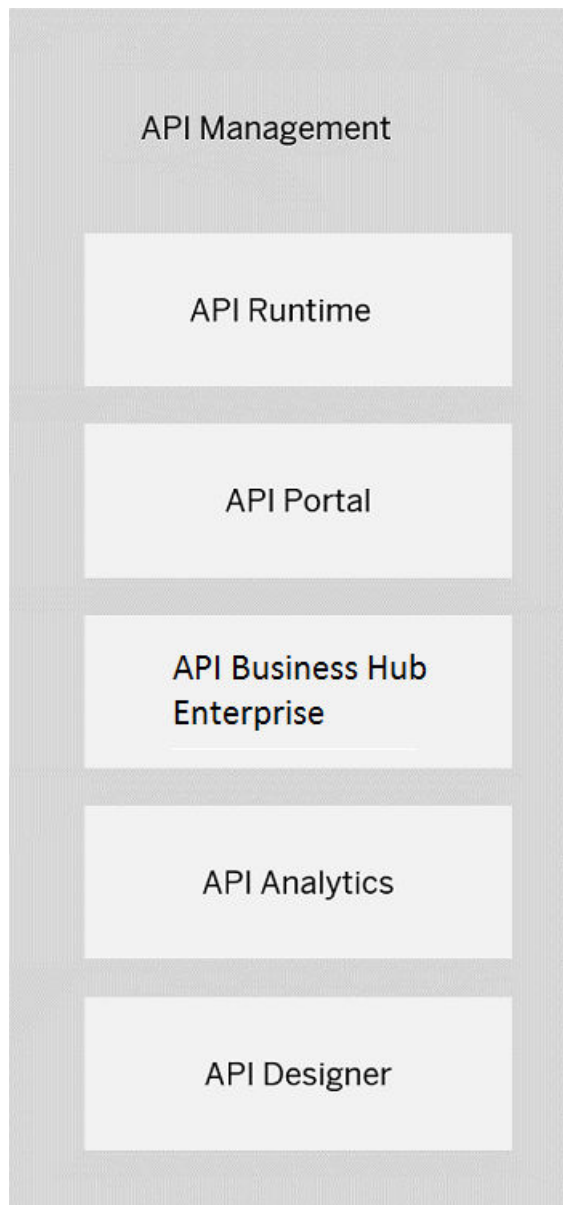 API Management
API Runtime
API Portal
API Business Hub
Enterprise
API Analytics
API Designer